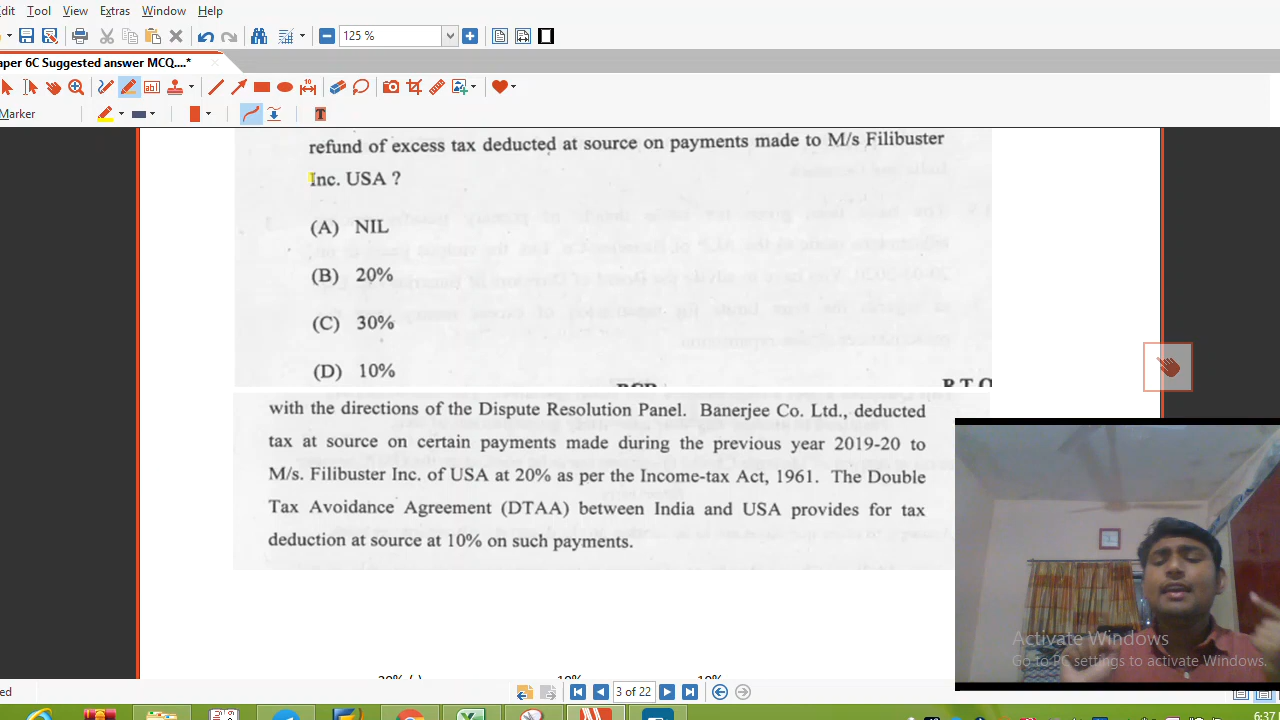 dit Tool View Extras Window Help
125 %
aper 6C Suggested answer MCQ....*
Marker
refund of excess tax deducted at source on payments made to M/s Filibuster
Inc. USA ?
(A) NIL
(B) 20%
(C) 30%
(D) 10%
with the directions of the Dispute Resolution Panel. Banerjee Co. Ltd., deducted
tax at source on certain payments made during the previous year 2019-20 to
M/s. Filibuster Inc. of USA at 20% as per the Income-tax Act, 1961. The Double
Tax Avoidance Agreement (DTAA) between India and USA provides for tax
deduction at source at 10% on such payments.
Activate Windows
Go to PC settings to activate Windows.
ed
3 of 22
6:37